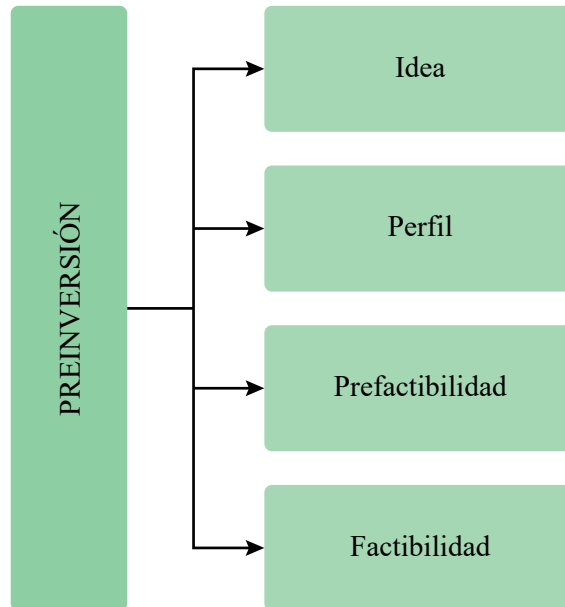 PREINVERSIÓN
Idea
Perfil
Prefactibilidad
Factibilidad